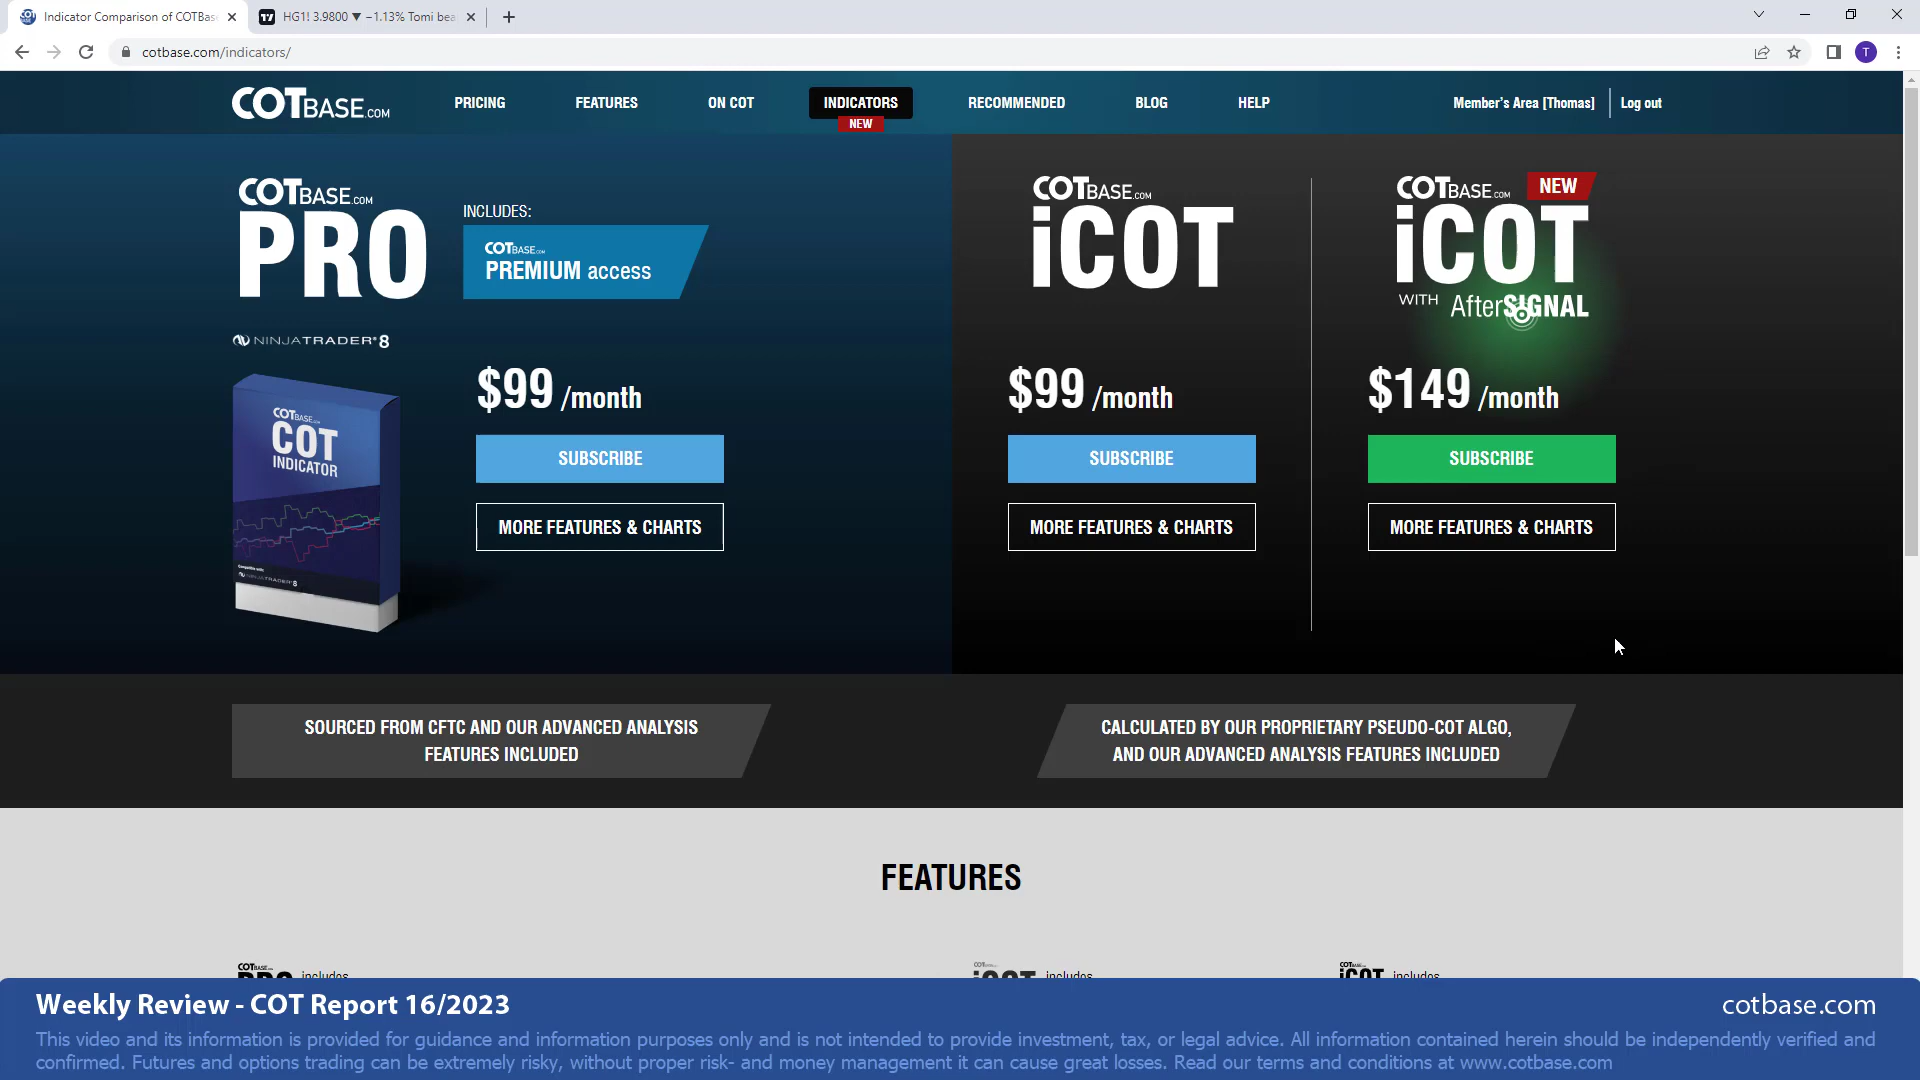 Indicator Comparison of COTBase
HG1! 3.9800 ▼ −1.13% Tomi bea
cotbase.com/indicators/
T
COTBASE.COM
PRICING
FEATURES
ON COT
INDICATORS
NEW
RECOMMENDED
BLOG
HELP
Member's Area [Thomas]
Log out
COTBASE.COM
PRO
INCLUDES:
COTBASE.COM
PREMIUM access
NINJATRADER 8
COTBASE.COM
COT
INDICATOR
NINJATRADER 8
$99 /month
SUBSCRIBE
MORE FEATURES & CHARTS
COTBASE.COM
iCOT
$99 /month
SUBSCRIBE
MORE FEATURES & CHARTS
COTBASE.COM
NEW
iCOT
WITH AfterSIGNAL
$149 /month
SUBSCRIBE
MORE FEATURES & CHARTS
SOURCED FROM CFTC AND OUR ADVANCED ANALYSIS
FEATURES INCLUDED
CALCULATED BY OUR PROPRIETARY PSEUDO-COT ALGO,
AND OUR ADVANCED ANALYSIS FEATURES INCLUDED
FEATURES
COTBASE.COM
PRO includes
iCOT includes
COTBASE.COM
iCOT includes
Weekly Review - COT Report 16/2023
cotbase.com
This video and its information is provided for guidance and information purposes only and is not intended to provide investment, tax, or legal advice. All information contained herein should be independently verified and
confirmed. Futures and options trading can be extremely risky, without proper risk- and money management it can cause great losses. Read our terms and conditions at www.cotbase.com